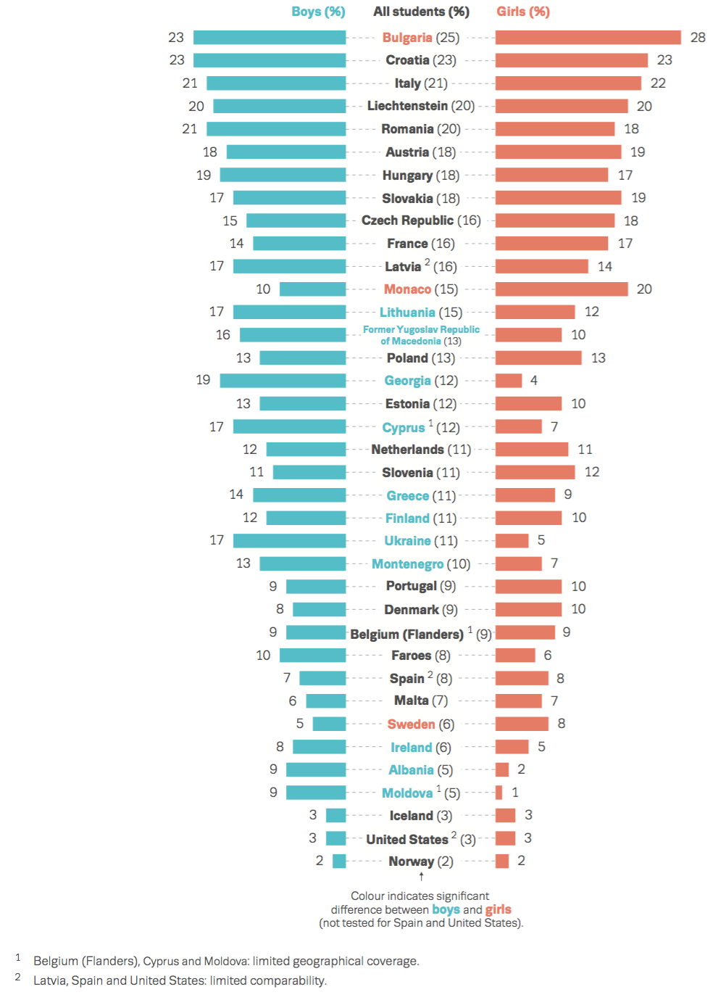 Boys (%) All students (%) Girls (%)
23 Bulgaria (25) 28
23 Croatia (23) 23
21 Italy (21) 22
20 Liechtenstein (20) 20
21 Romania (20) 18
18 Austria (18) 19
19 Hungary (18) 17
17 Slovakia (18) 19
15 Czech Republic (16) 18
14 France (16) 17
17 Latvia 2 (16) 14
10 Monaco (15) 20
17 Lithuania (15) 12
16 Former Yugoslav Republic
of Macedonia (13) 10
13 Poland (13) 13
19 Georgia (12) 4
13 Estonia (12) 10
17 Cyprus 1 (12) 7
12 Netherlands (11) 11
11 Slovenia (11) 12
14 Greece (11) 9
12 Finland (11) 10
17 Ukraine (11) 5
13 Montenegro (10) 7
9 Portugal (9) 10
8 Denmark (9) 10
9 Belgium (Flanders) 1 (9) 9
10 Faroes (8) 6
7 Spain 2 (8) 8
6 Malta (7) 7
5 Sweden (6) 8
8 Ireland (6) 5
9 Albania (5) 2
9 Moldova 1 (5) 1
3 Iceland (3) 3
3 United States 2 (3) 3
2 Norway (2) 2
Colour indicates significant
difference between boys and girls
(not tested for Spain and United States).
1 Belgium (Flanders), Cyprus and Moldova: limited geographical coverage.
2 Latvia, Spain and United States: limited comparability.